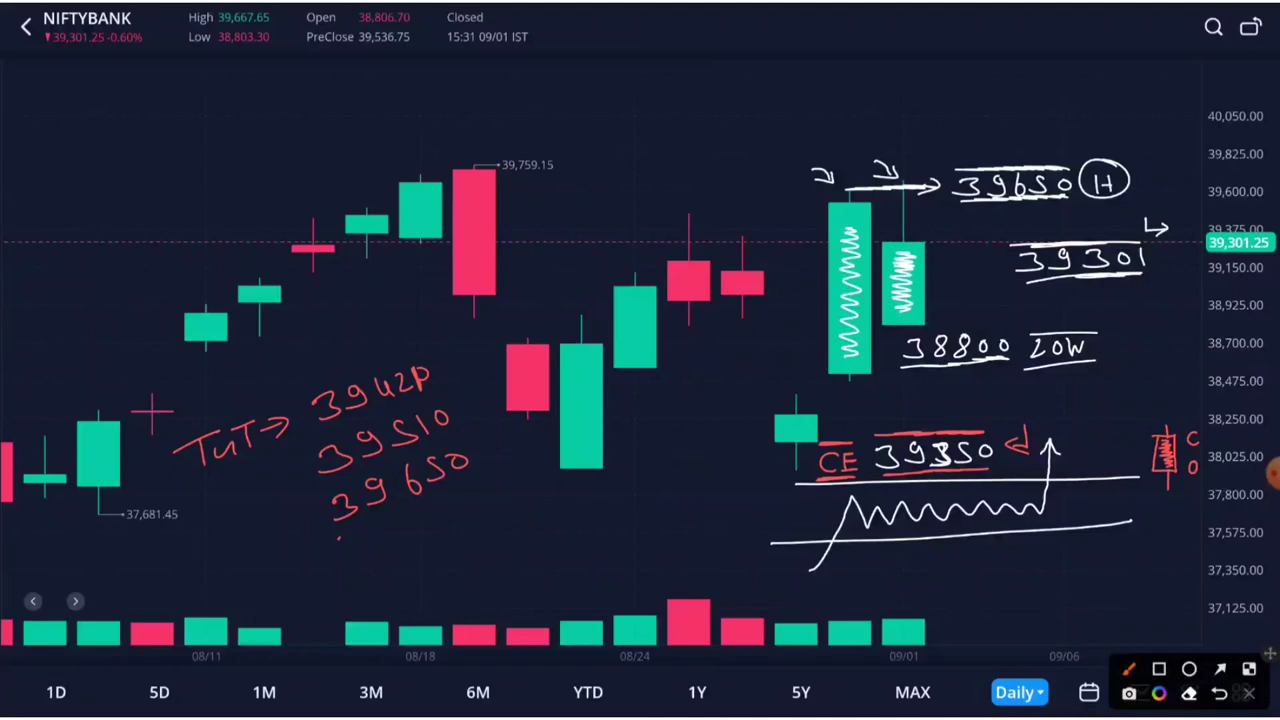 NIFTYBANK
▼39,301.25 -0.60%
High 39,667.65
Low 38,803.30
Open 38,806.70
PreClose 39,536.75
Closed
15:31 09/01 IST
40,050.00
39,825.00
39,600.00
39,375.00
39,301.25
39,150.00
38,925.00
38,700.00
38,475.00
38,250.00
38,025.00
37,800.00
37,575.00
37,350.00
37,125.00
39,759.15
37,681.45
39650 H
39301
38800 LOW
CE 39350
39420
39510
39650
C
O
08/11
08/18
08/24
09/01
09/06
1D
5D
1M
3M
6M
YTD
1Y
5Y
MAX
Daily